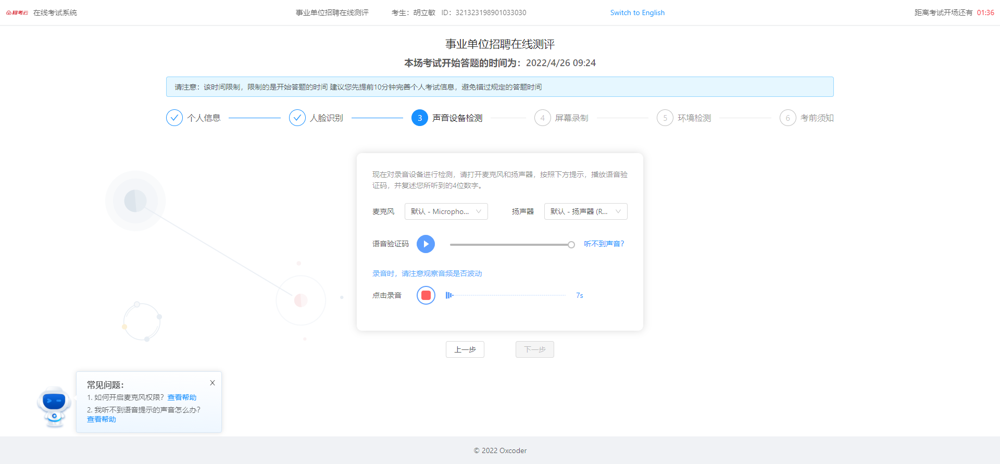 招考云 在线考试系统 事业单位招聘在线测评 考生：胡立敏 ID：321323198901033030 Switch to English 距离考试开场还有 01:36
事业单位招聘在线测评
本场考试开始答题的时间为：2022/4/26 09:24
请注意：该时间限制，限制的是开始答题的时间 建议您先提前10分钟完善个人考试信息，避免错过规定的答题时间
个人信息 人脸识别 3 声音设备检测 4 屏幕录制 5 环境检测 6 考前须知
现在对录音设备进行检测，请打开麦克风和扬声器，按照下方提示，播放语音验
证码，并复述您所听到的4位数字。
麦克风 默认 - Micropho... 扬声器 默认 - 扬声器 (R...
语音验证码 听不到声音？
录音时，请注意观察音频是否波动
点击录音 7s
上一步 下一步
常见问题： X
1. 如何开启麦克风权限？查看帮助
2. 我听不到语音提示的声音怎么办？
查看帮助
© 2022 Oxcoder